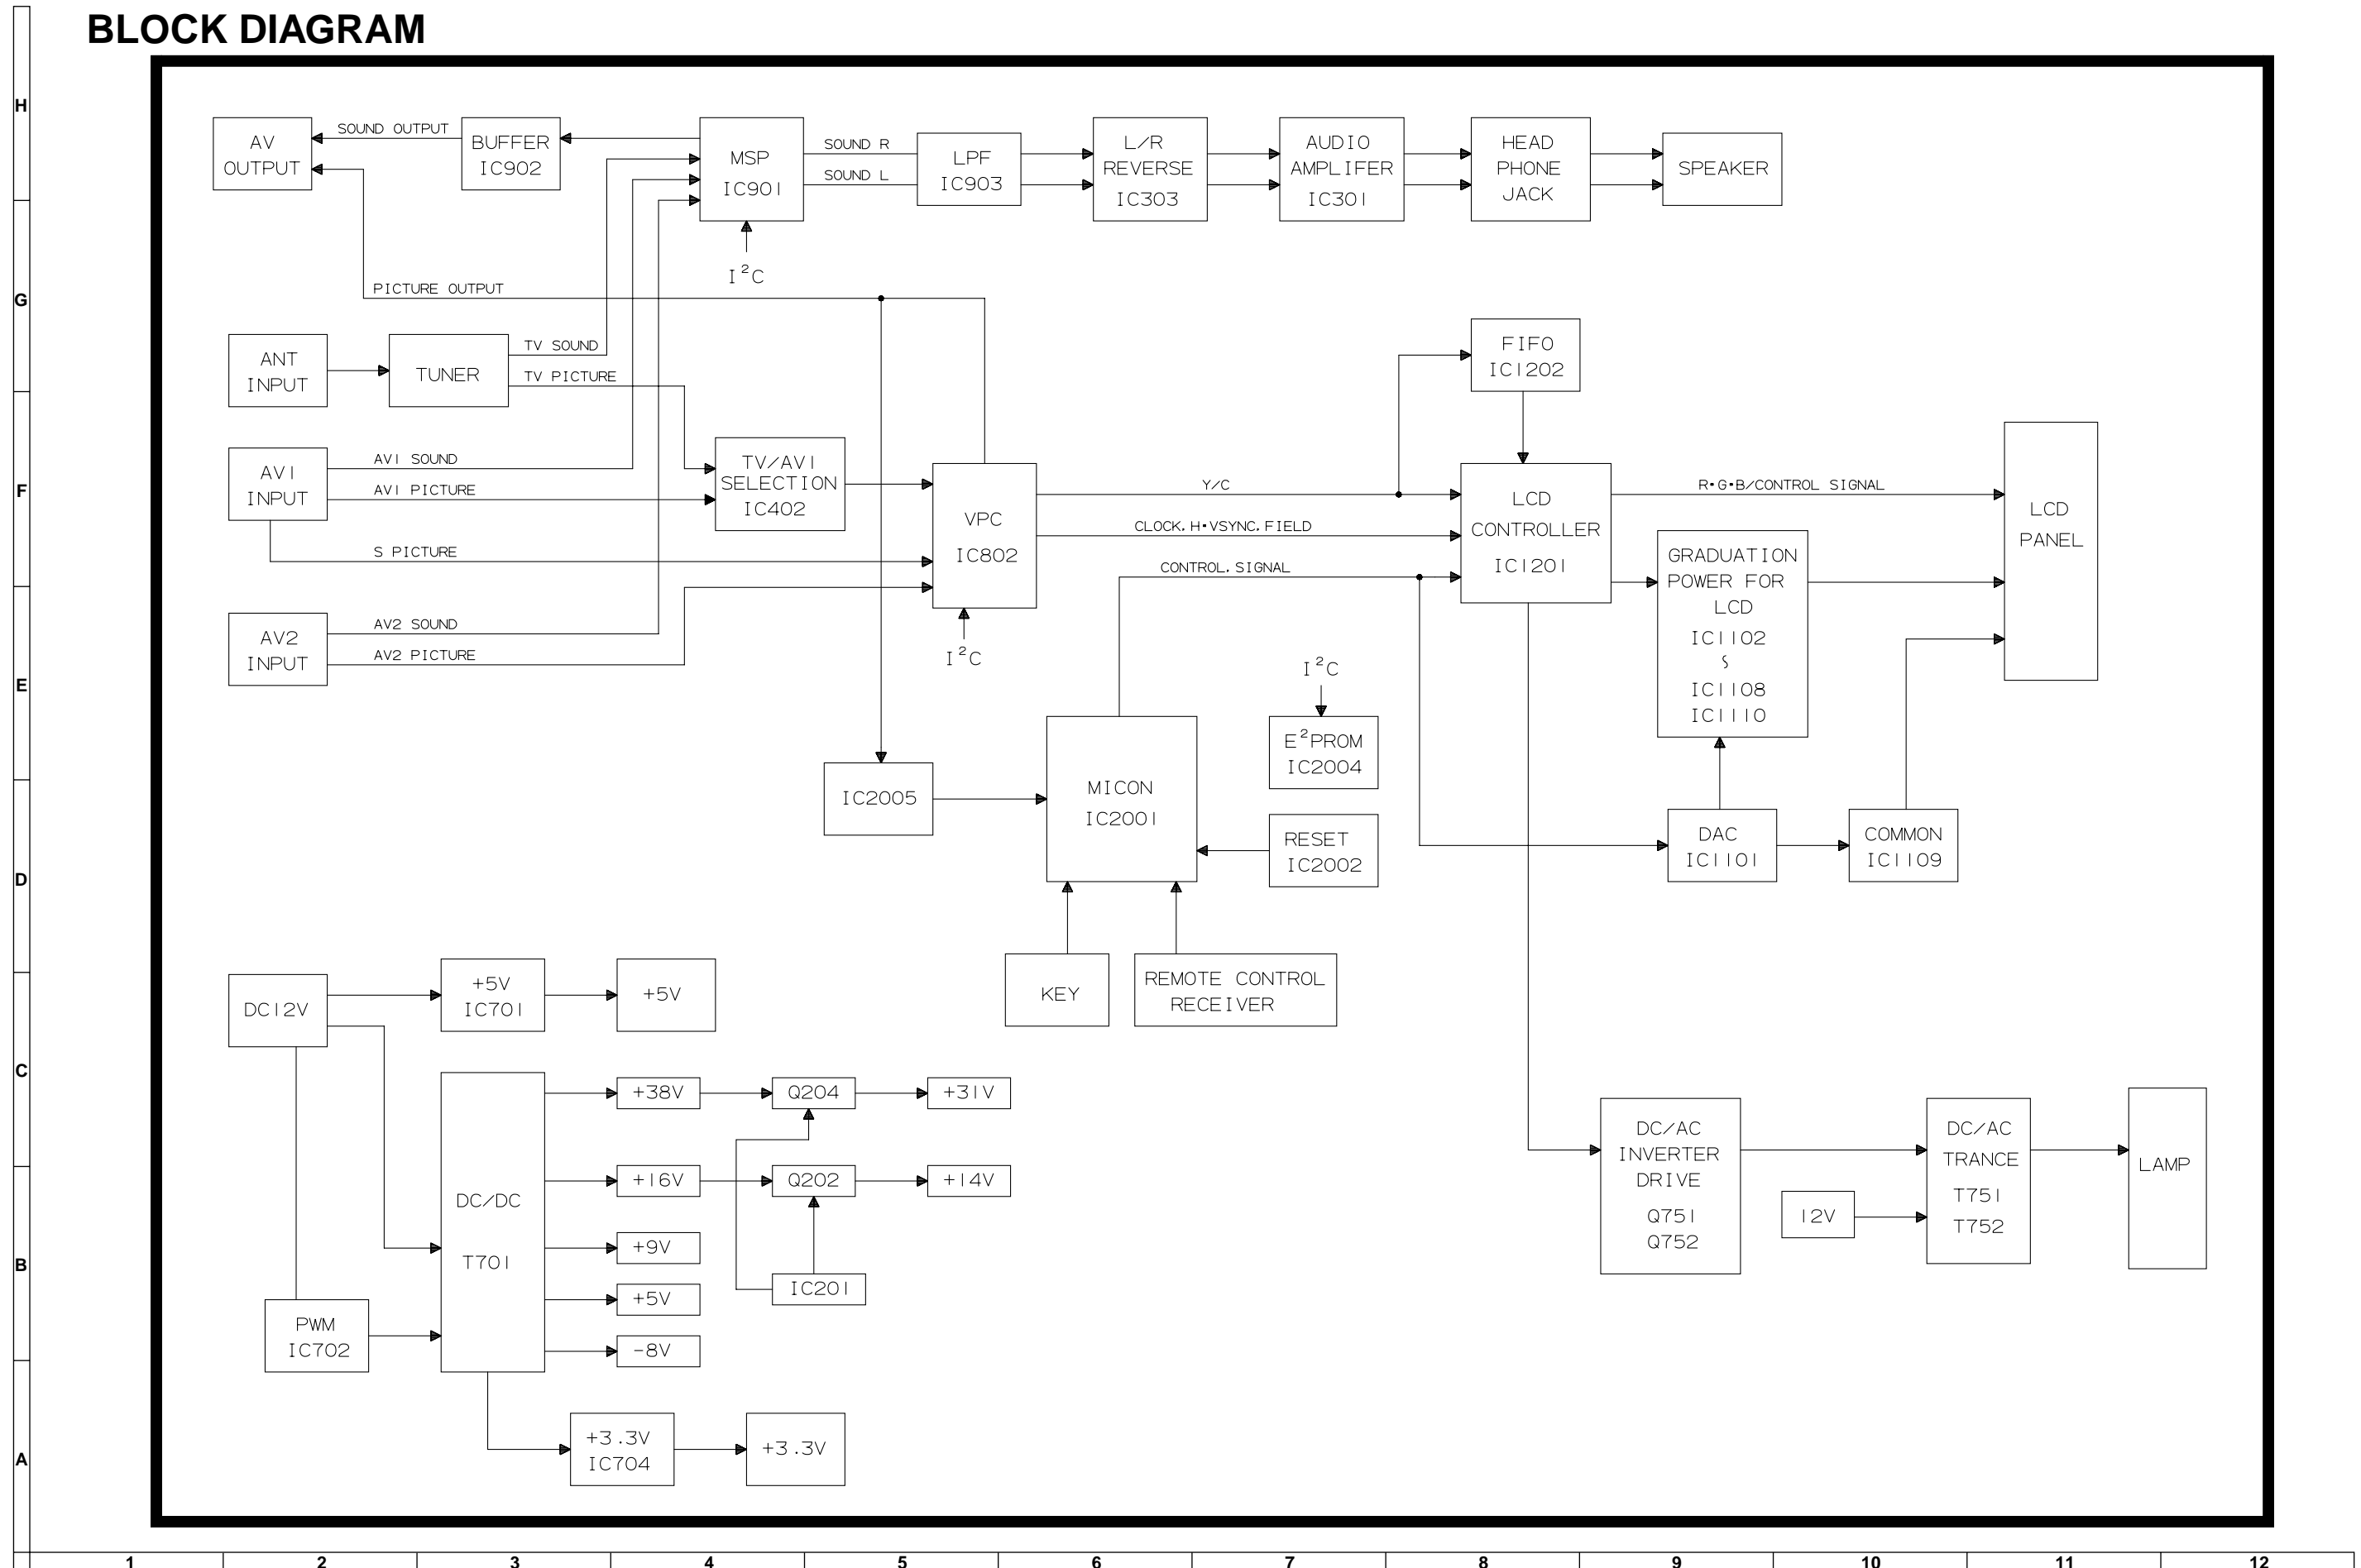 BLOCK DIAGRAM
H
G
F
E
D
C
B
A
AV
OUTPUT
SOUND OUTPUT
BUFFER
IC902
MSP
IC901
I²C
SOUND R
SOUND L
LPF
IC903
L/R
REVERSE
IC303
AUDIO
AMPLIFER
IC301
HEAD
PHONE
JACK
SPEAKER
PICTURE OUTPUT
ANT
INPUT
TUNER
TV SOUND
TV PICTURE
FIFO
IC1202
AV1
INPUT
AV1 SOUND
AV1 PICTURE
S PICTURE
TV/AV1
SELECTION
IC402
VPC
IC802
I²C
Y/C
CLOCK.H•VSYNC.FIELD
CONTROL.SIGNAL
LCD
CONTROLLER
IC1201
R•G•B/CONTROL SIGNAL
LCD
PANEL
GRADUATION
POWER FOR
LCD
IC1102
~
IC1108
IC1110
AV2
INPUT
AV2 SOUND
AV2 PICTURE
I²C
E²PROM
IC2004
IC2005
MICON
IC2001
RESET
IC2002
DAC
IC1101
COMMON
IC1109
KEY
REMOTE CONTROL
RECEIVER
DC12V
+5V
IC701
+5V
DC/DC
T701
+38V
Q204
+31V
+16V
Q202
+14V
+9V
+5V
-8V
IC201
PWM
IC702
+3.3V
IC704
+3.3V
DC/AC
INVERTER
DRIVE
Q751
Q752
12V
DC/AC
TRANCE
T751
T752
LAMP
1 2 3 4 5 6 7 8 9 10 11 12